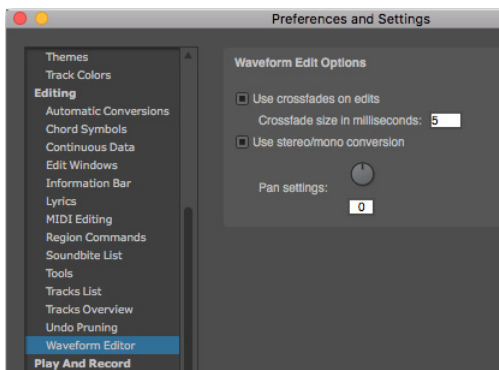 Preferences and Settings
Themes
Track Colors
Editing
Automatic Conversions
Chord Symbols
Continuous Data
Edit Windows
Information Bar
Lyrics
MIDI Editing
Region Commands
Soundbite List
Tools
Tracks List
Tracks Overview
Undo Pruning
Waveform Editor
Play And Record
Waveform Edit Options
Use crossfades on edits
Crossfade size in milliseconds: 5
Use stereo/mono conversion
Pan settings:
0